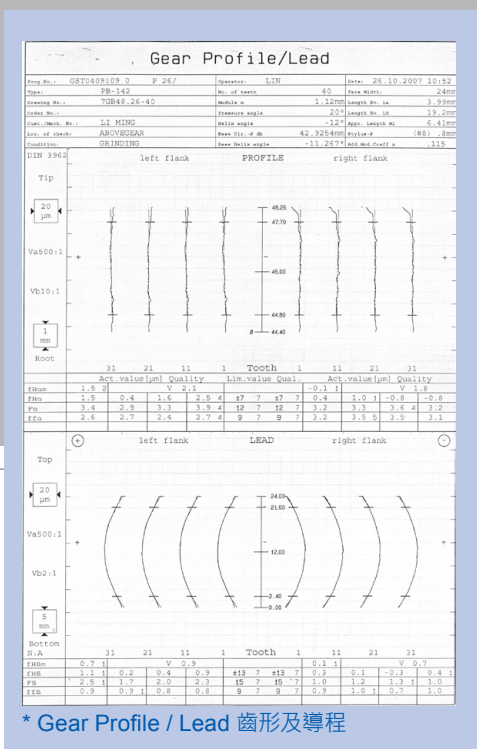 Gear Profile/Lead
Prog.No.: GST0409109 0 P 26/ Operator: LIN Date: 26.10.2007 10:52
Type: PB-142 No. of teeth 40 Face Width: 24mm
Drawing No.: 7GB48.26-40 Module m 1.12mm Length Ev. La 3.99mm
Order No.: Pressure angle 20° Length Ev. Lß 19.2mm
Cust./Mach. No.: LI MING Helix angle -12° Appr. Length 6.41mm
Loc. of check: ABOVEGEAR Base Cir.-Ø db 42.9254mm Stylus-Ø (#8) .8mm
Condition: GRINDING Base Helix angle -11.267° Add.Mod.Coeff x .115
DIN 3962 left flank PROFILE right flank
Tip
20 µm
Va500:1
Vb10:1
1 mm
Root
48.26
47.70
46.00
44.80
Ø 44.40
31 21 11 1 Tooth 1 11 21 31
Act.value[µm] Quality Lim.value Qual. Act.value[µm] Quality
fHαm 1.5 2 V 2.1 -0.1 1 V 1.8
fHα 1.5 0.4 1.6 2.5 4 ±7 7 ±7 7 0.4 1.0 1 -0.8 -0.8
Fα 3.4 2.9 3.3 3.9 4 12 7 12 7 3.2 3.3 3.6 4 3.2
ffα 2.6 2.7 2.4 2.7 4 9 7 9 7 3.2 3.5 5 3.5 3.1
+ left flank LEAD right flank -
Top
20 µm
Va500:1
Vb2:1
5 mm
Bottom
24.00
21.60
12.00
2.40
0.00
N:A 31 21 11 1 Tooth 1 11 21 31
fHßm 0.7 1 V 0.9 0.1 1 V 0.7
fHß 1.1 1 0.2 0.4 0.9 ±13 7 ±13 7 0.3 0.1 -0.3 0.4 1
Fß 2.5 1 1.7 2.0 2.3 15 7 15 7 1.0 1.2 1.3 1 1.0
ffß 0.9 0.9 1 0.8 0.8 9 7 9 7 0.9 1.0 1 0.7 1.0
* Gear Profile / Lead 齒形及導程